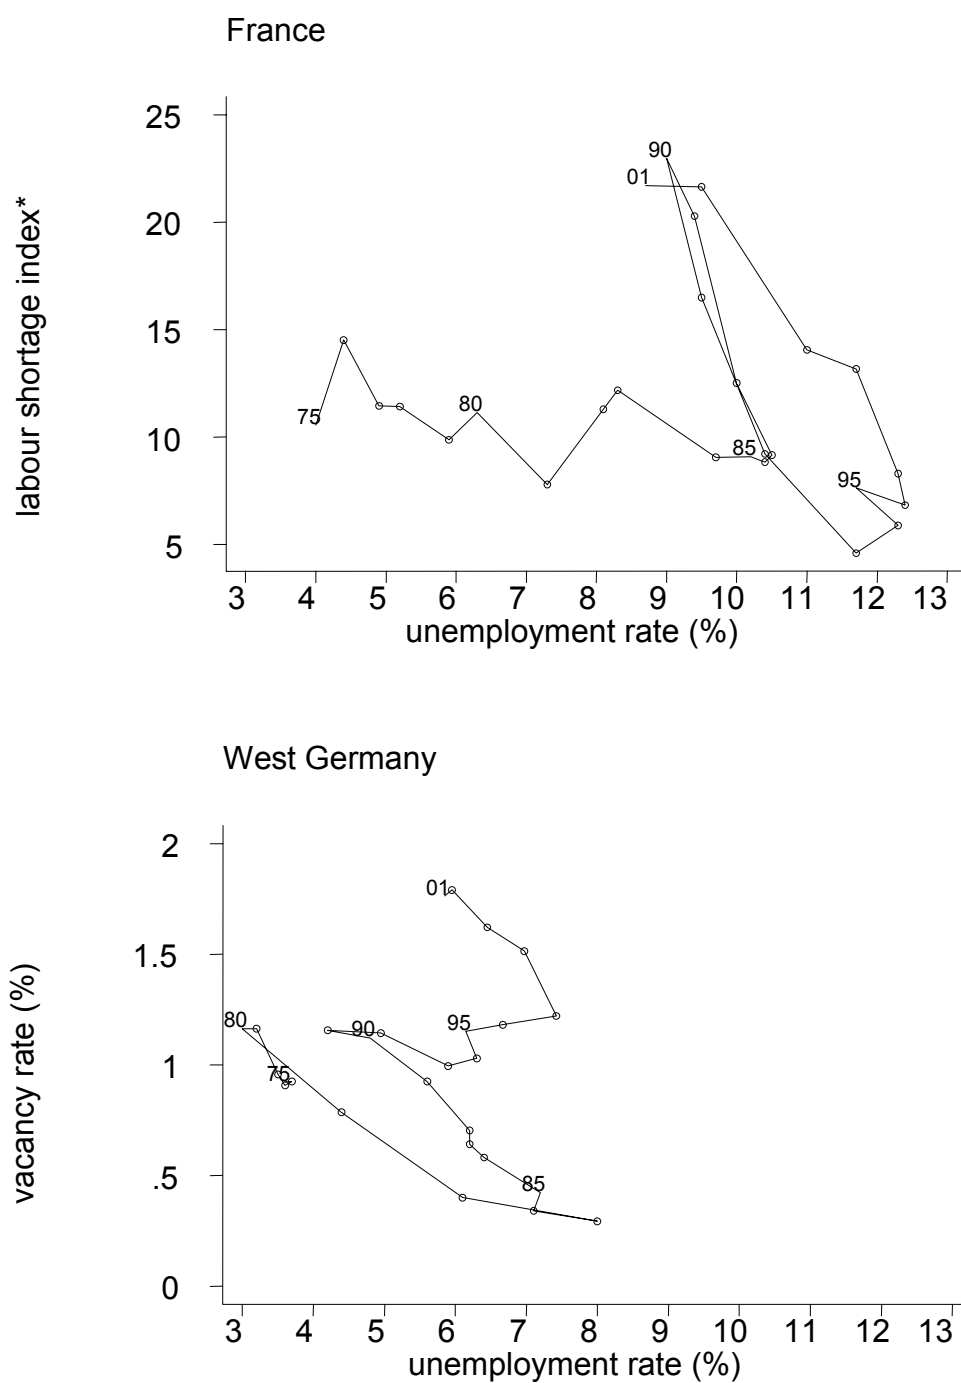 France
labour shortage index*
25
20
15
10
5
90
01
75
80
85
95
3 4 5 6 7 8 9 10 11 12 13
unemployment rate (%)
West Germany
vacancy rate (%)
2
1.5
1
.5
0
01
80
90
95
75
85
3 4 5 6 7 8 9 10 11 12 13
unemployment rate (%)